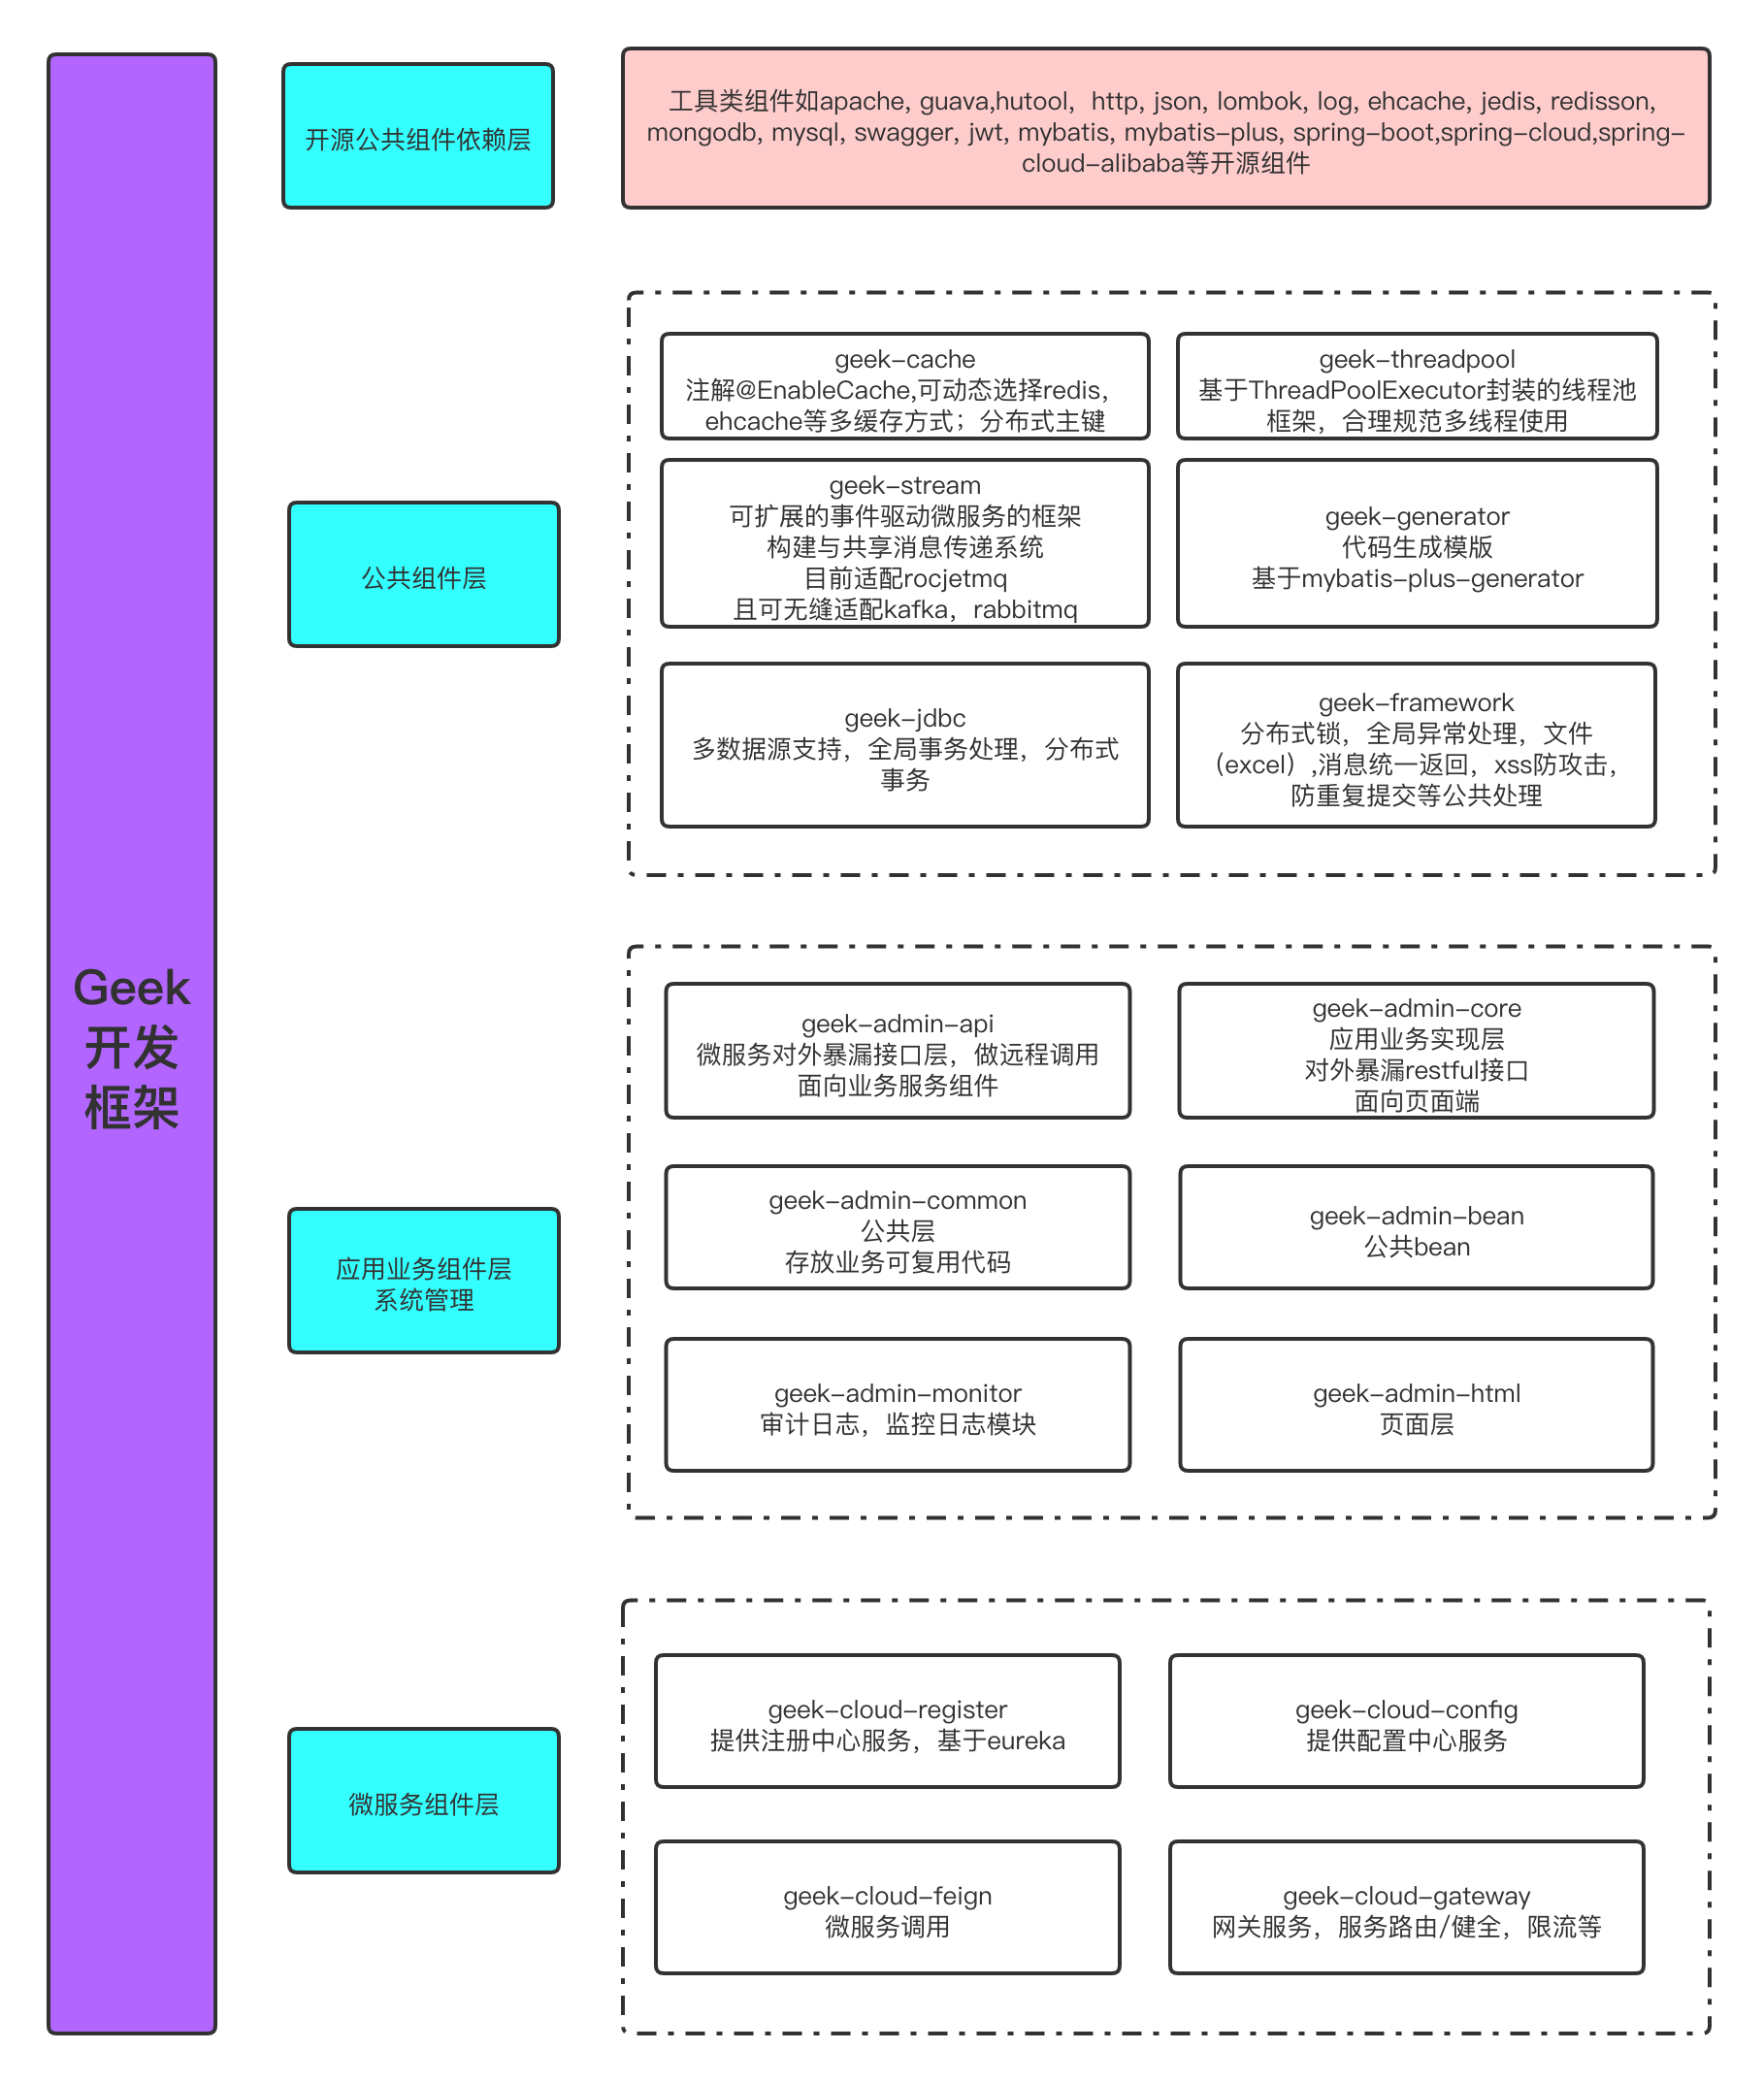 Geek
开发
框架
开源公共组件依赖层
工具类组件如apache, guava,hutool, http, json, lombok, log, ehcache, jedis, redisson,
mongodb, mysql, swagger, jwt, mybatis, mybatis-plus, spring-boot,spring-cloud,spring-
cloud-alibaba等开源组件
公共组件层
geek-cache
注解@EnableCache,可动态选择redis,
ehcache等多缓存方式；分布式主键
geek-threadpool
基于ThreadPoolExecutor封装的线程池
框架，合理规范多线程使用
geek-stream
可扩展的事件驱动微服务的框架
构建与共享消息传递系统
目前适配rocjetmq
且可无缝适配kafka，rabbitmq
geek-generator
代码生成模版
基于mybatis-plus-generator
geek-jdbc
多数据源支持，全局事务处理，分布式
事务
geek-framework
分布式锁，全局异常处理，文件
（excel）,消息统一返回，xss防攻击，
防重复提交等公共处理
应用业务组件层
系统管理
geek-admin-api
微服务对外暴漏接口层，做远程调用
面向业务服务组件
geek-admin-core
应用业务实现层
对外暴漏restful接口
面向页面端
geek-admin-common
公共层
存放业务可复用代码
geek-admin-bean
公共bean
geek-admin-monitor
审计日志，监控日志模块
geek-admin-html
页面层
微服务组件层
geek-cloud-register
提供注册中心服务，基于eureka
geek-cloud-config
提供配置中心服务
geek-cloud-feign
微服务调用
geek-cloud-gateway
网关服务，服务路由/健全，限流等